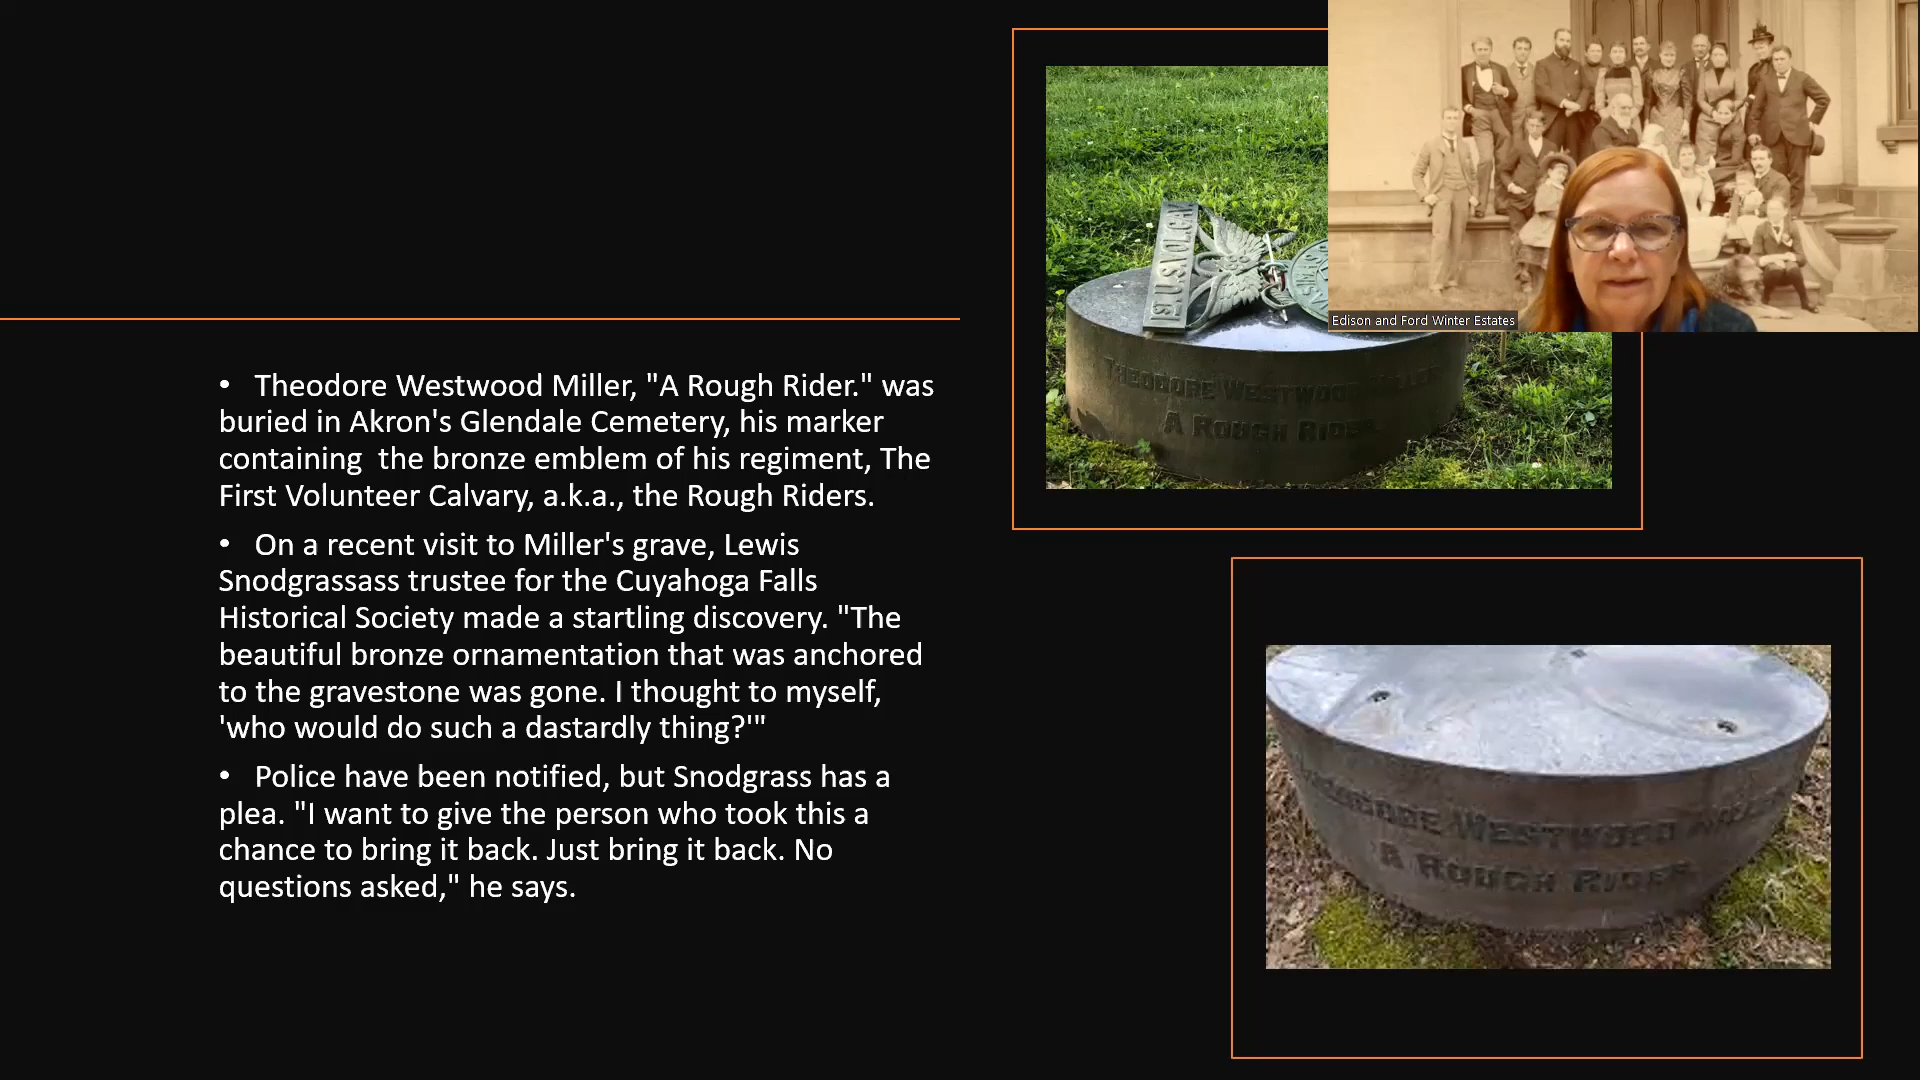 • Theodore Westwood Miller, "A Rough Rider." was
buried in Akron's Glendale Cemetery, his marker
containing  the bronze emblem of his regiment, The
First Volunteer Calvary, a.k.a., the Rough Riders.
• On a recent visit to Miller's grave, Lewis
Snodgrassass trustee for the Cuyahoga Falls
Historical Society made a startling discovery. "The
beautiful bronze ornamentation that was anchored
to the gravestone was gone. I thought to myself,
'who would do such a dastardly thing?'"
• Police have been notified, but Snodgrass has a
plea. "I want to give the person who took this a
chance to bring it back. Just bring it back. No
questions asked," he says.
Edison and Ford Winter Estates
THEODORE WESTWOOD MILLER
A ROUGH RIDER
WESTWOOD
A ROUGH RIDER